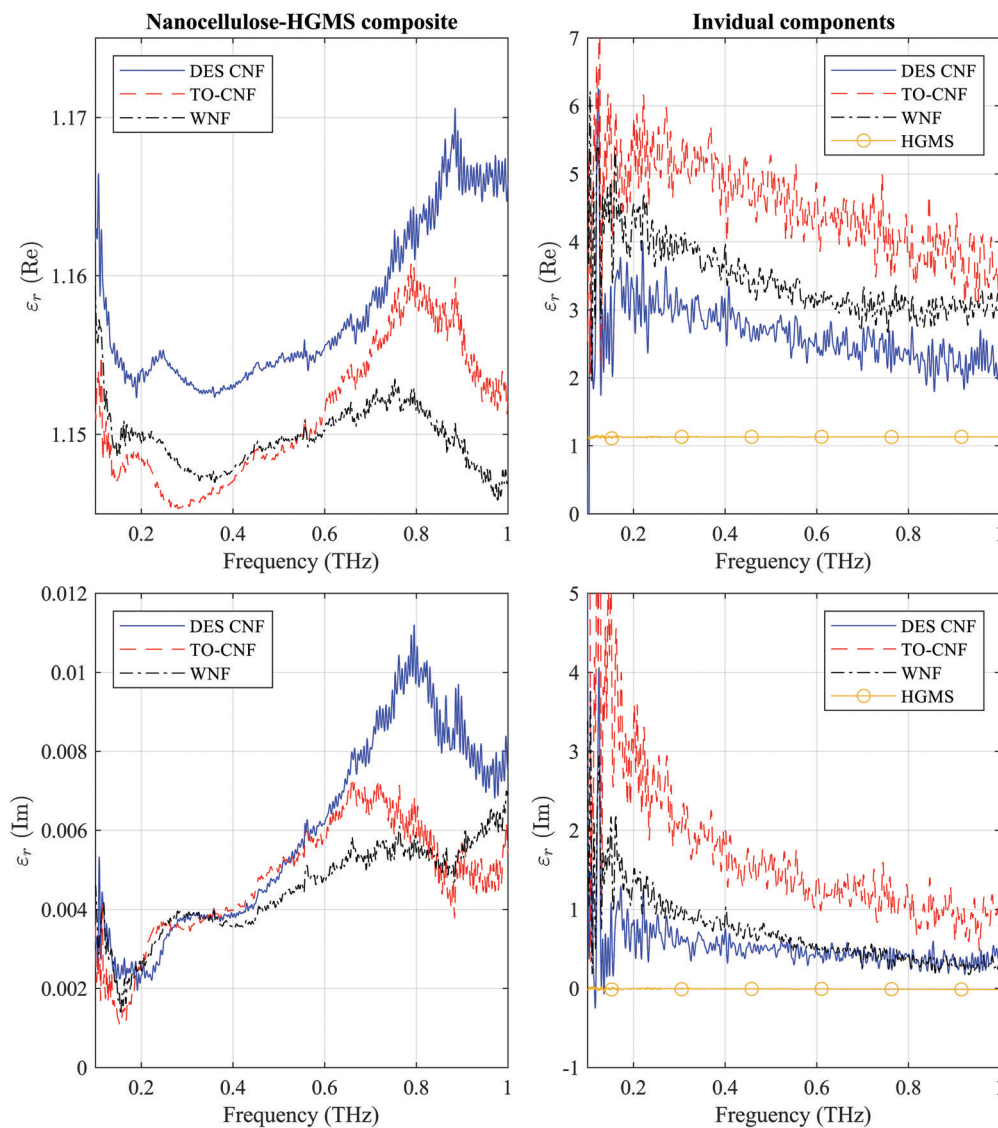 Nanocellulose-HGMS composite
DES CNF
TO-CNF
WNF
1.17
1.16
1.15
εr (Re)
0.2 0.4 0.6 0.8 1
Frequency (THz)
Invidual components
DES CNF
TO-CNF
WNF
HGMS
7
6
5
4
3
2
1
0
εr (Re)
0.2 0.4 0.6 0.8 1
Frequency (THz)
DES CNF
TO-CNF
WNF
0.012
0.01
0.008
0.006
0.004
0.002
0
εr (Im)
0.2 0.4 0.6 0.8 1
Frequency (THz)
DES CNF
TO-CNF
WNF
HGMS
5
4
3
2
1
0
-1
εr (Im)
0.2 0.4 0.6 0.8 1
Freguency (THz)